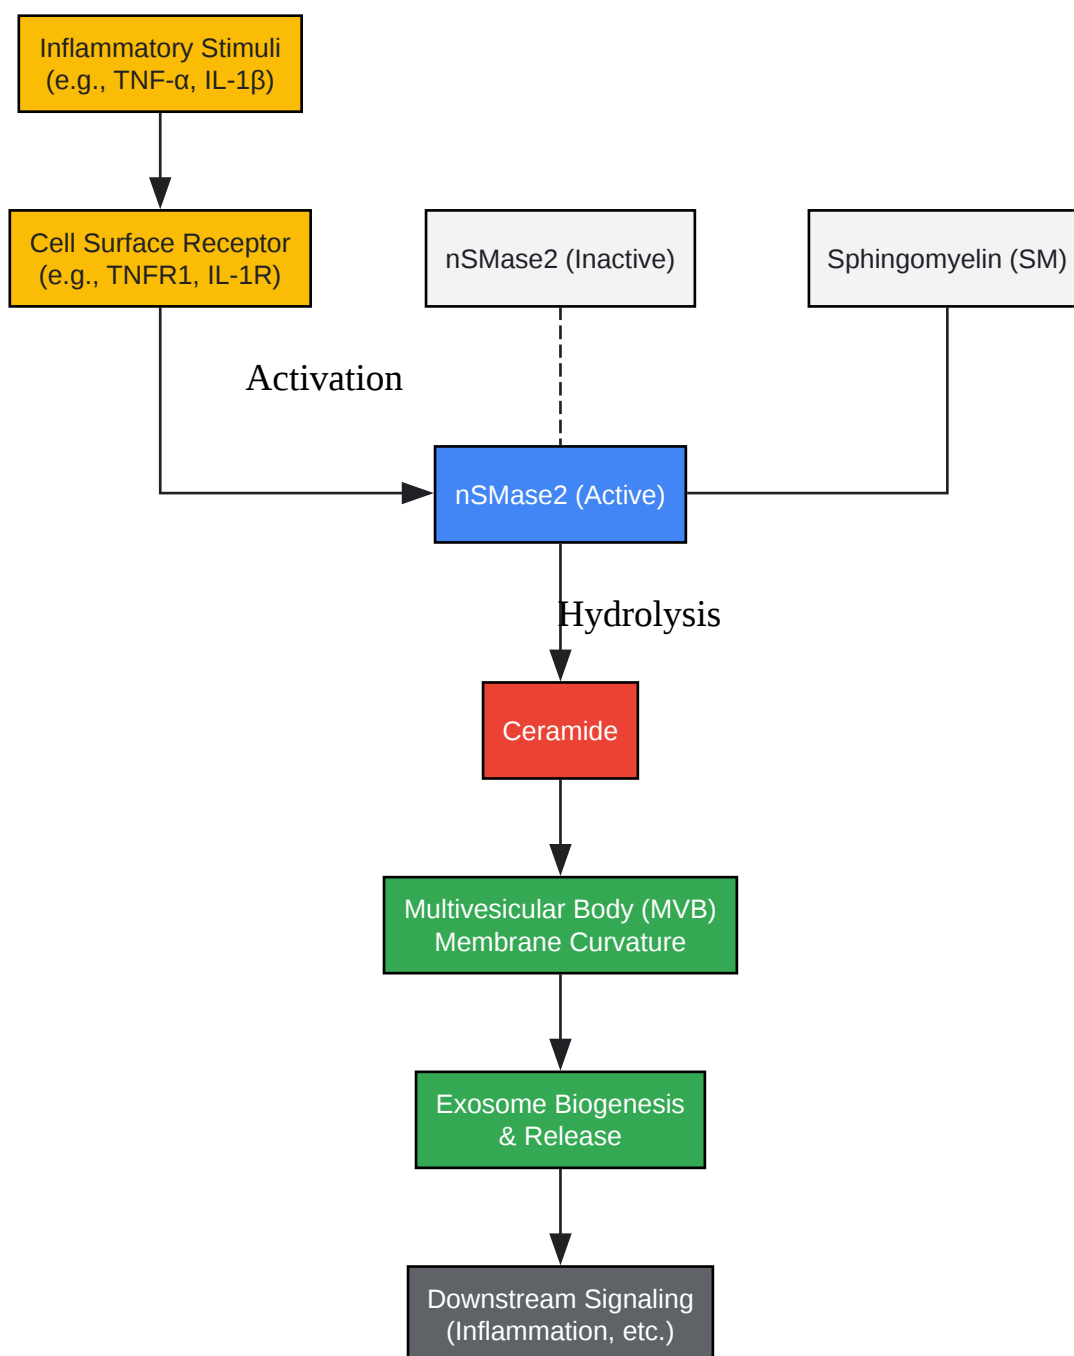 Inflammatory Stimuli
(e.g., TNF-α, IL-1β)
Cell Surface Receptor
(e.g., TNFR1, IL-1R)
nSMase2 (Inactive)
Sphingomyelin (SM)
Activation
nSMase2 (Active)
Hydrolysis
Ceramide
Multivesicular Body (MVB)
Membrane Curvature
Exosome Biogenesis
& Release
Downstream Signaling
(Inflammation, etc.)